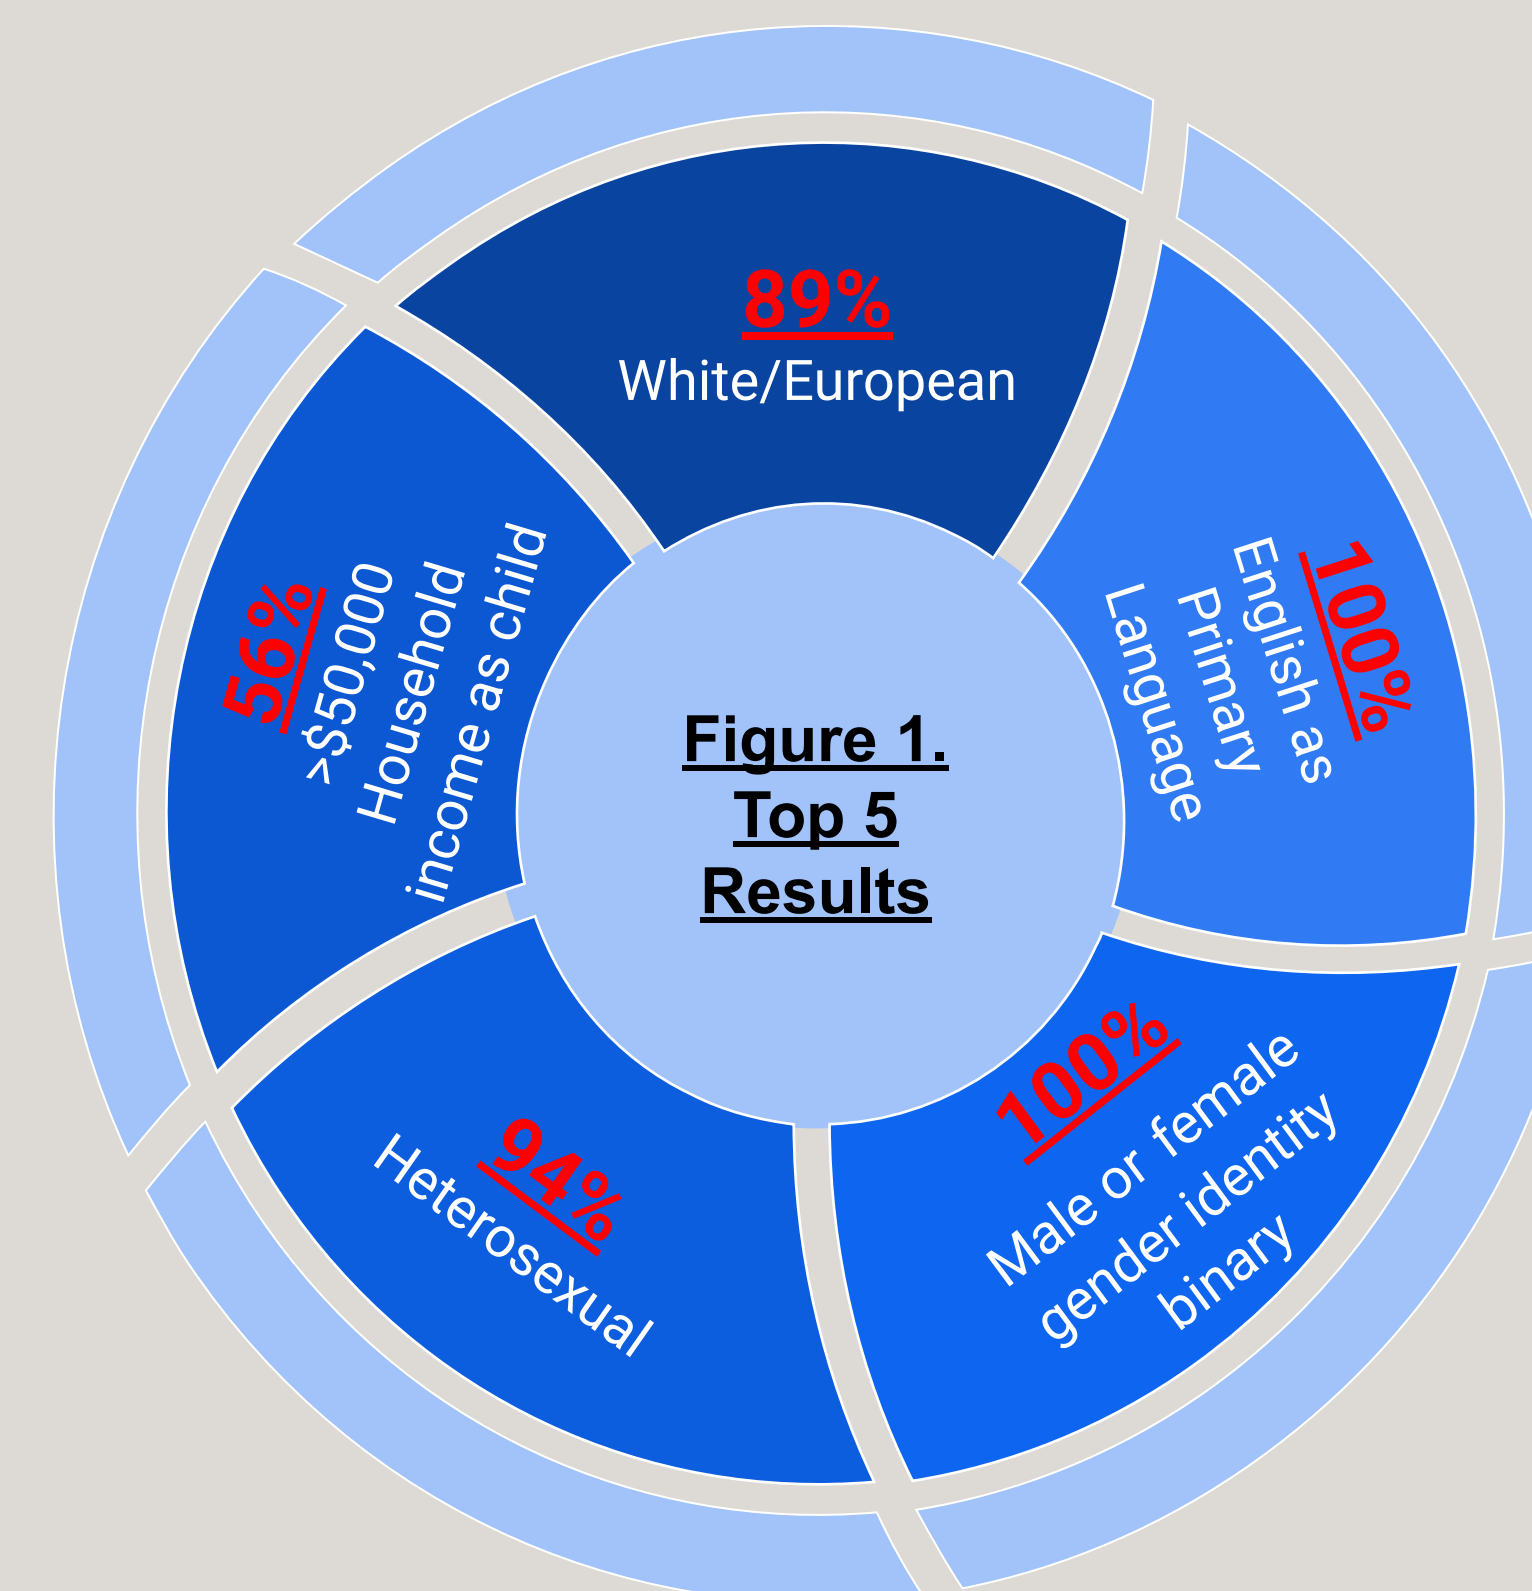 89%
White/European
100%
English as
Primary
Language
100%
Male or female
gender identity
binary
94%
Heterosexual
56%
>$50,000
Household
income as child
Figure 1.
Top 5
Results